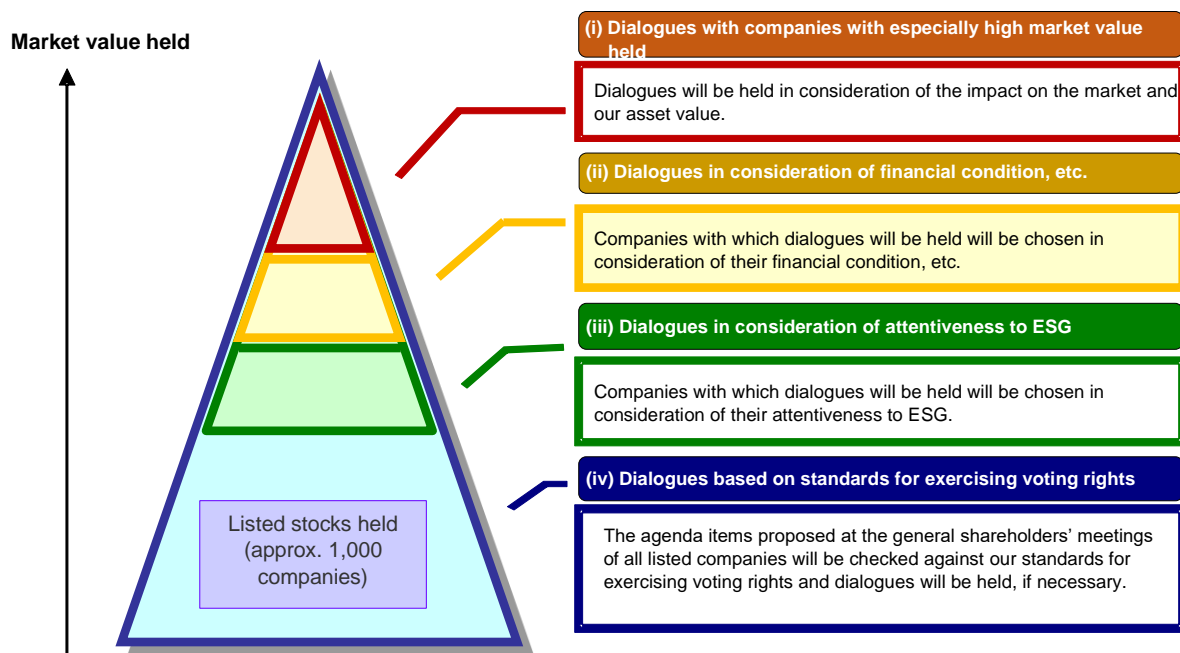 Market value held
(i) Dialogues with companies with especially high market value
held
Dialogues will be held in consideration of the impact on the market and
our asset value.
(ii) Dialogues in consideration of financial condition, etc.
Companies with which dialogues will be held will be chosen in
consideration of their financial condition, etc.
(iii) Dialogues in consideration of attentiveness to ESG
Companies with which dialogues will be held will be chosen in
consideration of their attentiveness to ESG.
(iv) Dialogues based on standards for exercising voting rights
The agenda items proposed at the general shareholders’ meetings
of all listed companies will be checked against our standards for
exercising voting rights and dialogues will be held, if necessary.
Listed stocks held
(approx. 1,000
companies)